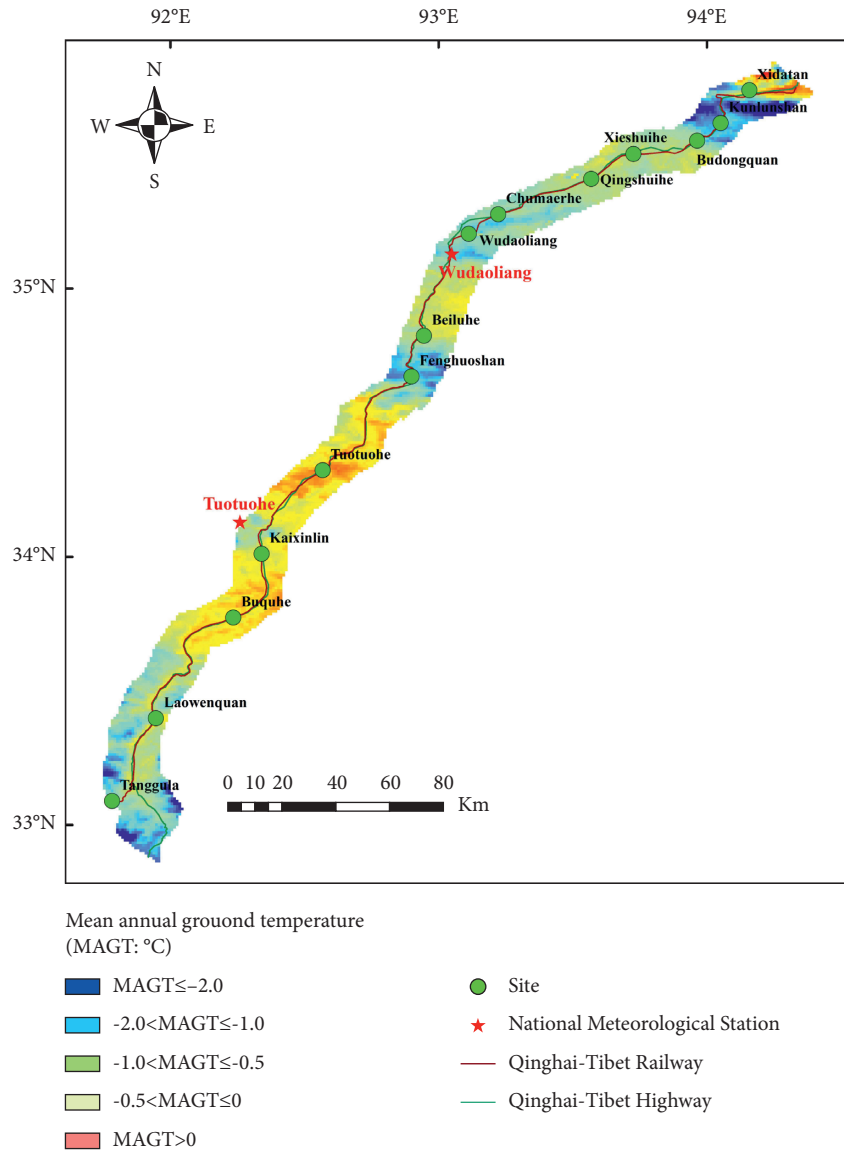 92°E 93°E 94°E
N
W E
S
Xidatan
Kunlunshan
Xieshuihe
Budongquan
Qingshuihe
Chumaerhe
Wudaoliang
Wudaoliang
35°N
Beiluhe
Fenghuoshan
Tuotuohe
Tuotuohe
Kaixinlin
34°N
Buquhe
Laowenquan
Tanggula
0 10 20 40 60 80
Km
33°N
Mean annual grouond temperature
(MAGT: °C)
MAGT≤–2.0
-2.0<MAGT≤-1.0
-1.0<MAGT≤-0.5
-0.5<MAGT≤0
MAGT>0
Site
National Meteorological Station
Qinghai-Tibet Railway
Qinghai-Tibet Highway